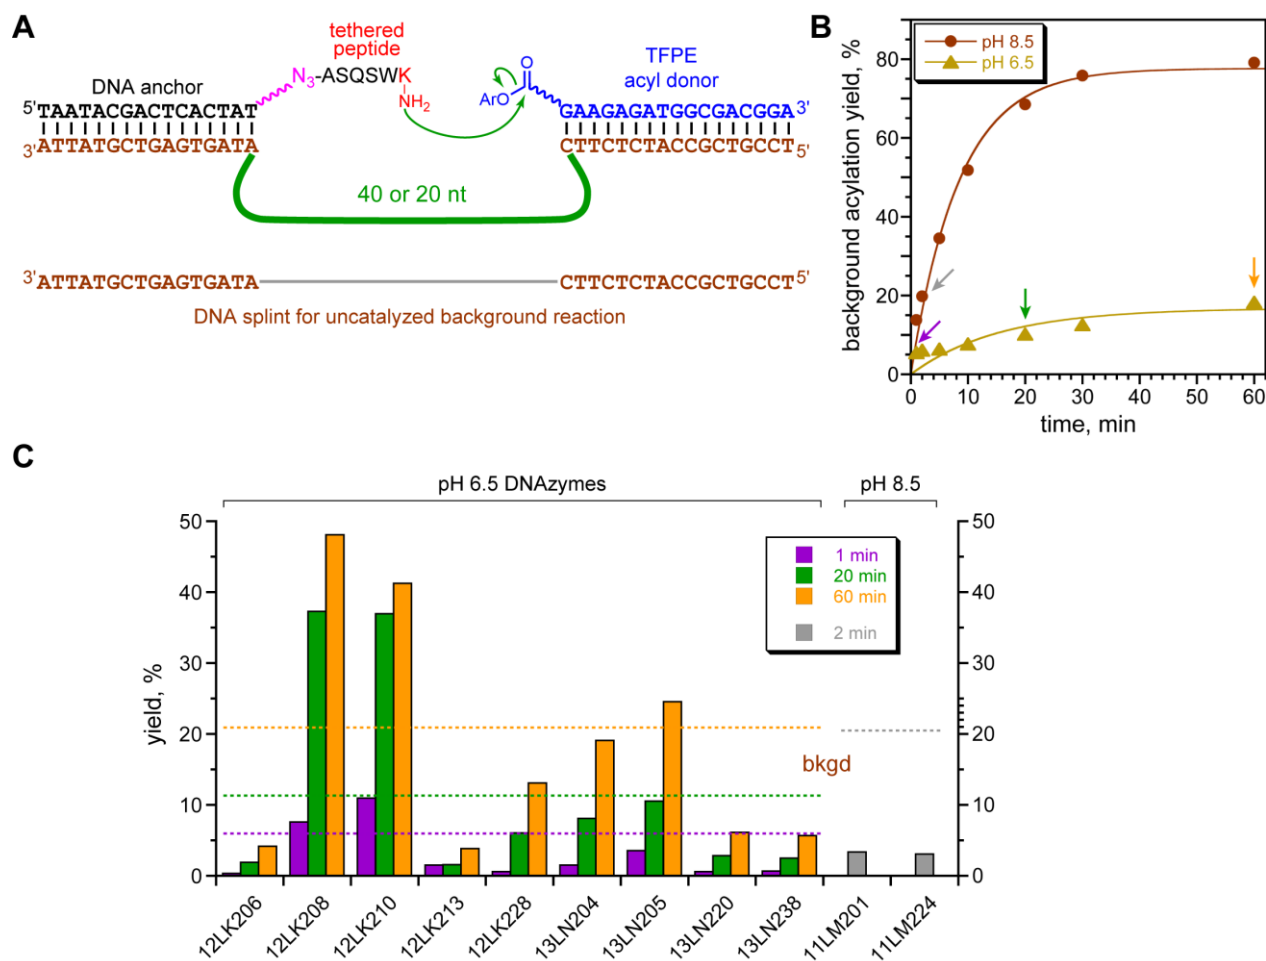 A
tethered
peptide
N3-ASQSWK
NH2
O
ArO
TFPE
acyl donor
DNA anchor
5'TAATACGACTCACTAT
GAAGAGATGGCGACGGA3'
3'ATTATGCTGAGTGATA
CTTCTCTACCGCTGCCT5'
40 or 20 nt
3'ATTATGCTGAGTGATA
CTTCTCTACCGCTGCCT5'
DNA splint for uncatalyzed background reaction
B
background acylation yield, %
80
60
40
20
0
pH 8.5
pH 6.5
0 10 20 30 40 50 60
time, min
C
pH 6.5 DNAzymes
pH 8.5
yield, %
50
40
30
20
10
0
1 min
20 min
60 min
2 min
bkgd
50
40
30
20
10
0
12LK206
12LK208
12LK210
12LK213
12LK228
13LN204
13LN205
13LN220
13LN238
11LM201
11LM224